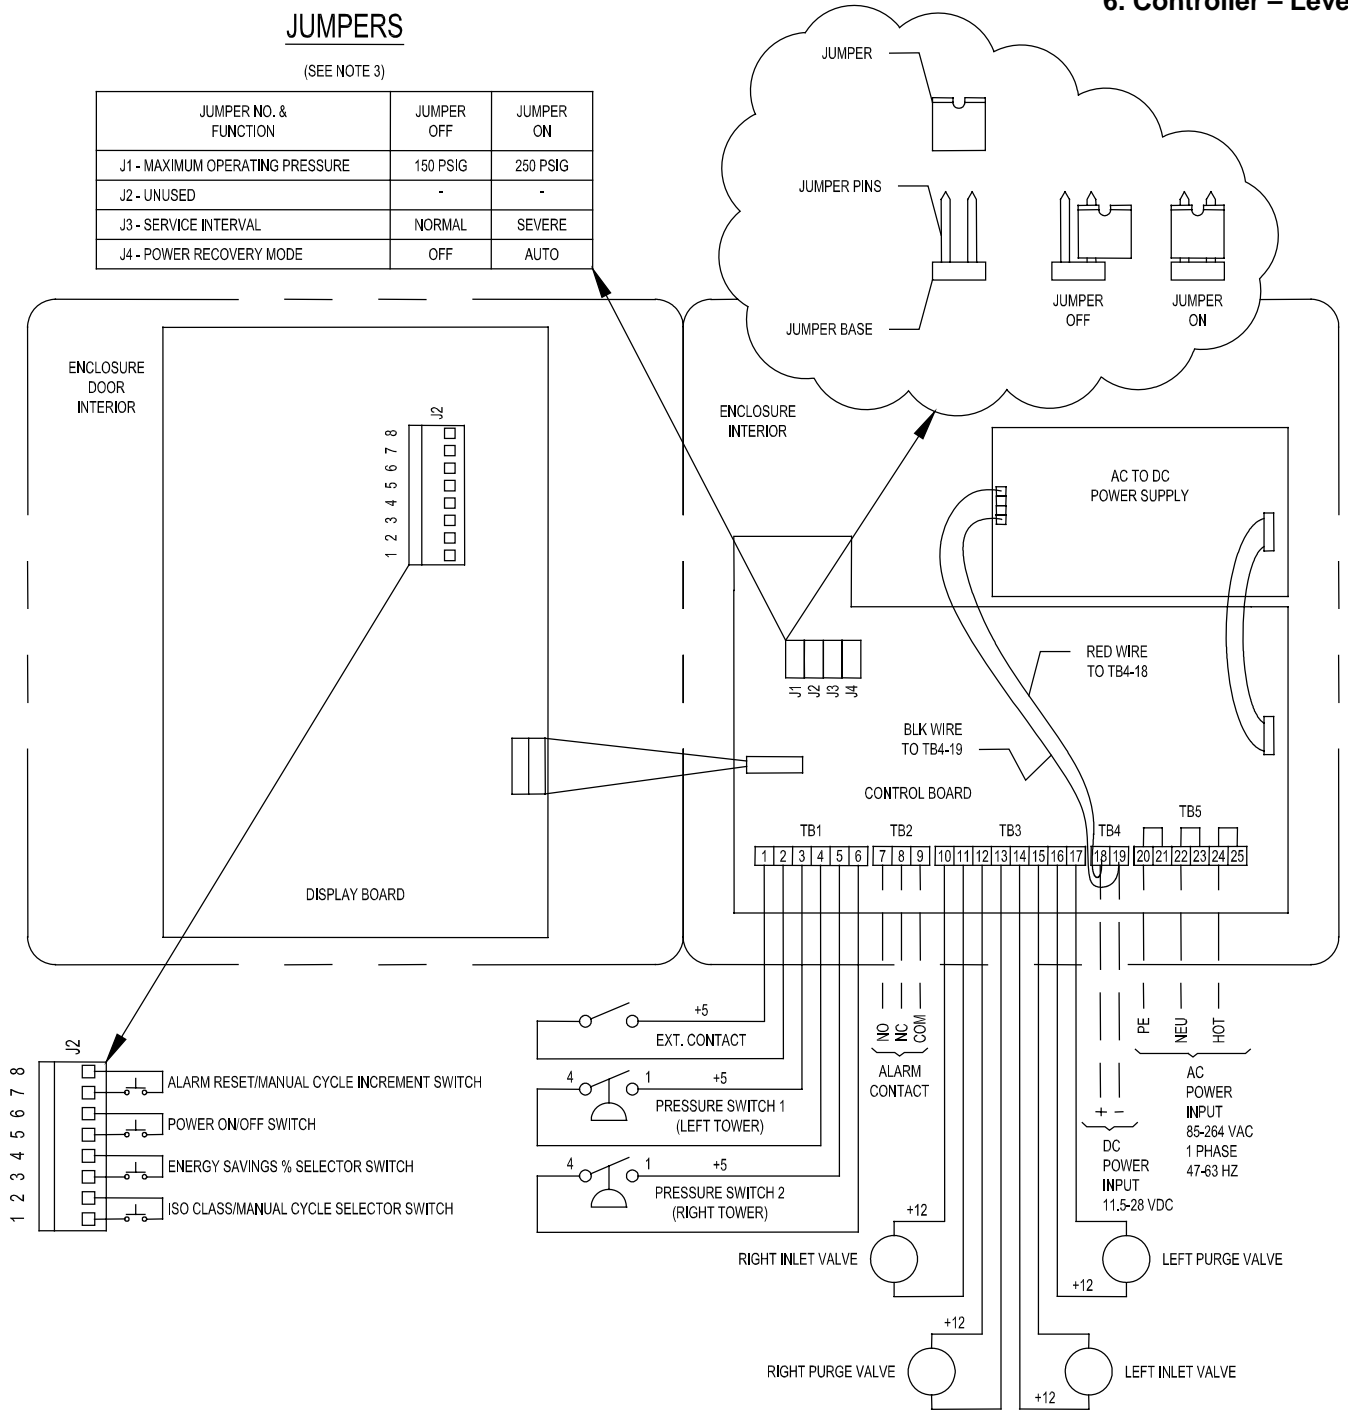 6. Controller – Leve
JUMPERS
(SEE NOTE 3)
JUMPER NO. & FUNCTION JUMPER OFF JUMPER ON
J1 - MAXIMUM OPERATING PRESSURE 150 PSIG 250 PSIG
J2 - UNUSED - -
J3 - SERVICE INTERVAL NORMAL SEVERE
J4 - POWER RECOVERY MODE OFF AUTO
JUMPER
JUMPER PINS
JUMPER BASE
JUMPER
OFF
JUMPER
ON
ENCLOSURE
DOOR
INTERIOR
J2
1 2 3 4 5 6 7 8
DISPLAY BOARD
ENCLOSURE
INTERIOR
AC TO DC
POWER SUPPLY
J1 J2 J3 J4
RED WIRE
TO TB4-18
BLK WIRE
TO TB4-19
CONTROL BOARD
TB1 TB2 TB3 TB4 TB5
1 2 3 4 5 6 7 8 9 10 11 12 13 14 15 16 17 18 19 20 21 22 23 24 25
+5
EXT. CONTACT
4 1 +5
PRESSURE SWITCH 1
(LEFT TOWER)
4 1 +5
PRESSURE SWITCH 2
(RIGHT TOWER)
NO NC COM
ALARM
CONTACT
+ -
DC
POWER
INPUT
11.5-28 VDC
PE NEU HOT
AC
POWER
INPUT
85-264 VAC
1 PHASE
47-63 HZ
J2
1 2 3 4 5 6 7 8
ALARM RESET/MANUAL CYCLE INCREMENT SWITCH
POWER ON/OFF SWITCH
ENERGY SAVINGS % SELECTOR SWITCH
ISO CLASS/MANUAL CYCLE SELECTOR SWITCH
+12
RIGHT INLET VALVE
LEFT PURGE VALVE
+12
+12
RIGHT PURGE VALVE
LEFT INLET VALVE
+12